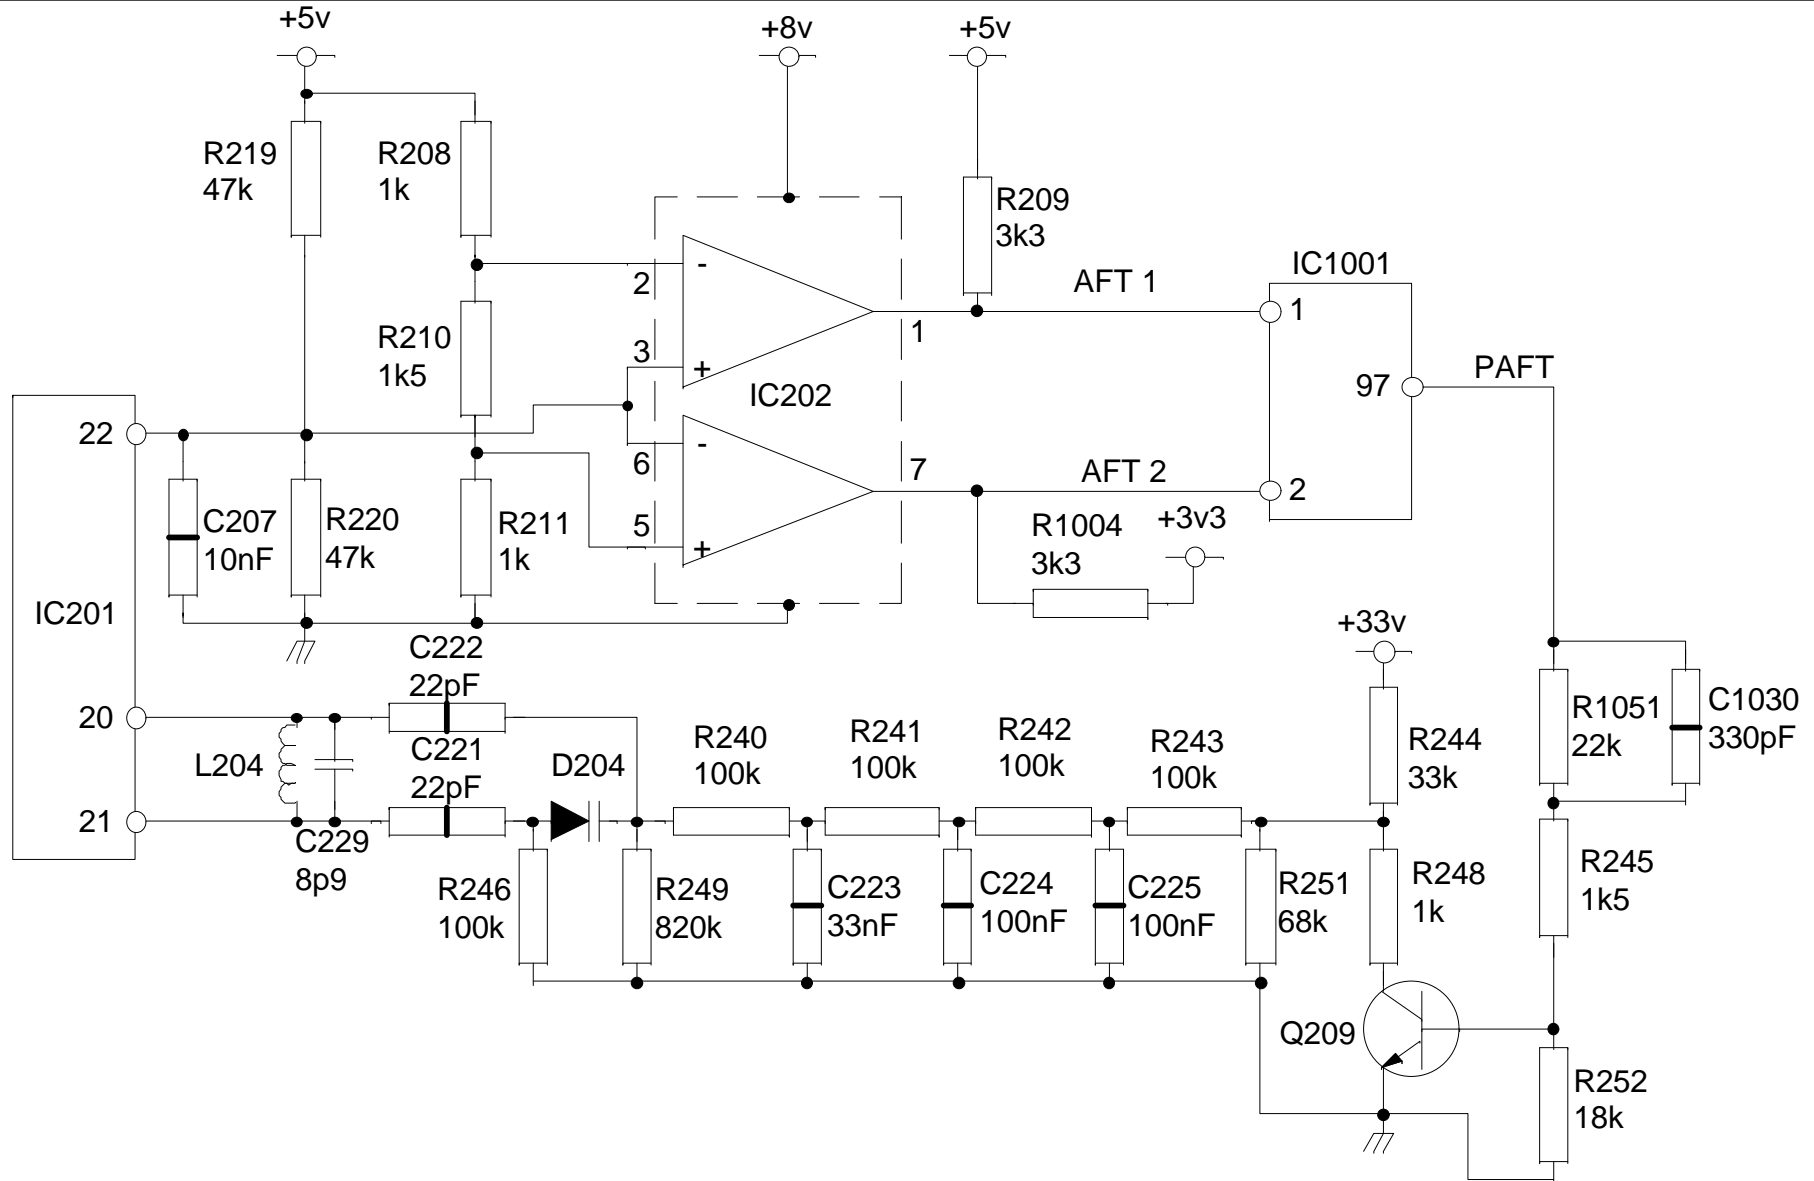 +5v
+8v
+5v
R219
47k
R208
1k
R209
3k3
-
2
AFT 1
IC1001
1
1
R210
1k5
3
+
IC202
PAFT
97
22
-
6
7
AFT 2
2
C207
10nF
R220
47k
R211
1k
5
+
R1004
3k3
+3v3
IC201
C222
22pF
+33v
20
R240
100k
R241
100k
R242
100k
R243
100k
R244
33k
R1051
22k
C1030
330pF
L204
C221
22pF
D204
21
C229
8p9
R246
100k
R249
820k
C223
33nF
C224
100nF
C225
100nF
R251
68k
R248
1k
R245
1k5
Q209
R252
18k